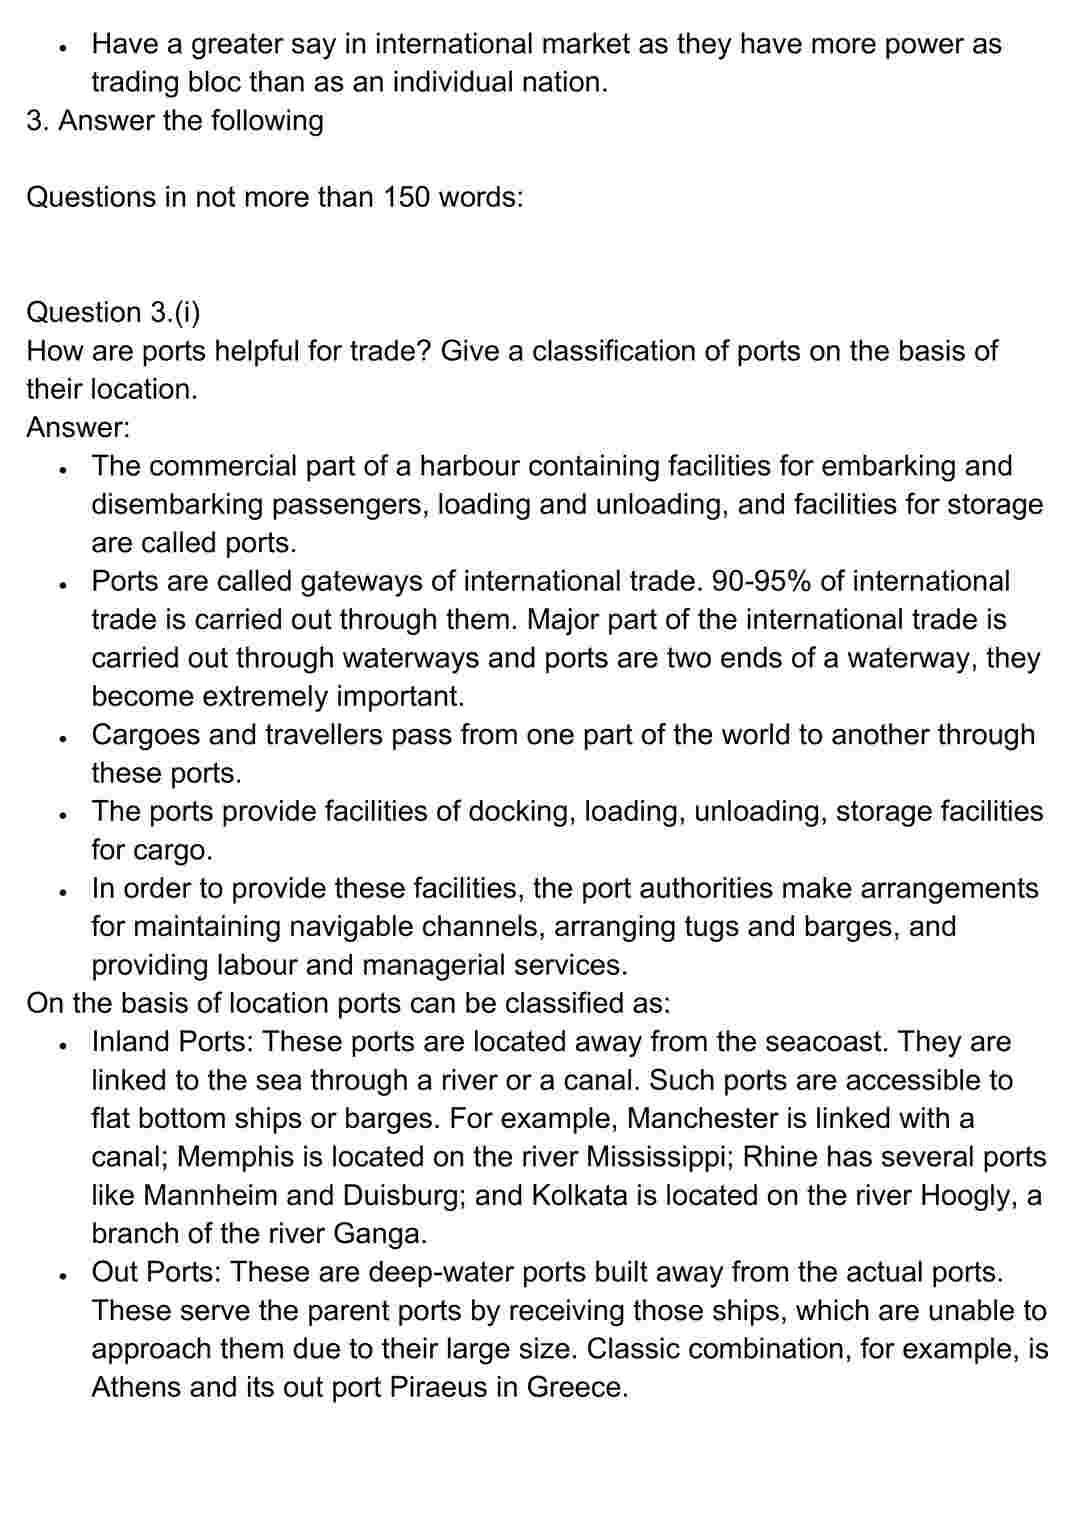 • Have a greater say in international market as they have more power as
trading bloc than as an individual nation.
3. Answer the following
Questions in not more than 150 words:
Question 3.(i)
How are ports helpful for trade? Give a classification of ports on the basis of
their location.
Answer:
• The commercial part of a harbour containing facilities for embarking and
disembarking passengers, loading and unloading, and facilities for storage
are called ports.
• Ports are called gateways of international trade. 90-95% of international
trade is carried out through them. Major part of the international trade is
carried out through waterways and ports are two ends of a waterway, they
become extremely important.
• Cargoes and travellers pass from one part of the world to another through
these ports.
• The ports provide facilities of docking, loading, unloading, storage facilities
for cargo.
• In order to provide these facilities, the port authorities make arrangements
for maintaining navigable channels, arranging tugs and barges, and
providing labour and managerial services.
On the basis of location ports can be classified as:
• Inland Ports: These ports are located away from the seacoast. They are
linked to the sea through a river or a canal. Such ports are accessible to
flat bottom ships or barges. For example, Manchester is linked with a
canal; Memphis is located on the river Mississippi; Rhine has several ports
like Mannheim and Duisburg; and Kolkata is located on the river Hoogly, a
branch of the river Ganga.
• Out Ports: These are deep-water ports built away from the actual ports.
These serve the parent ports by receiving those ships, which are unable to
approach them due to their large size. Classic combination, for example, is
Athens and its out port Piraeus in Greece.